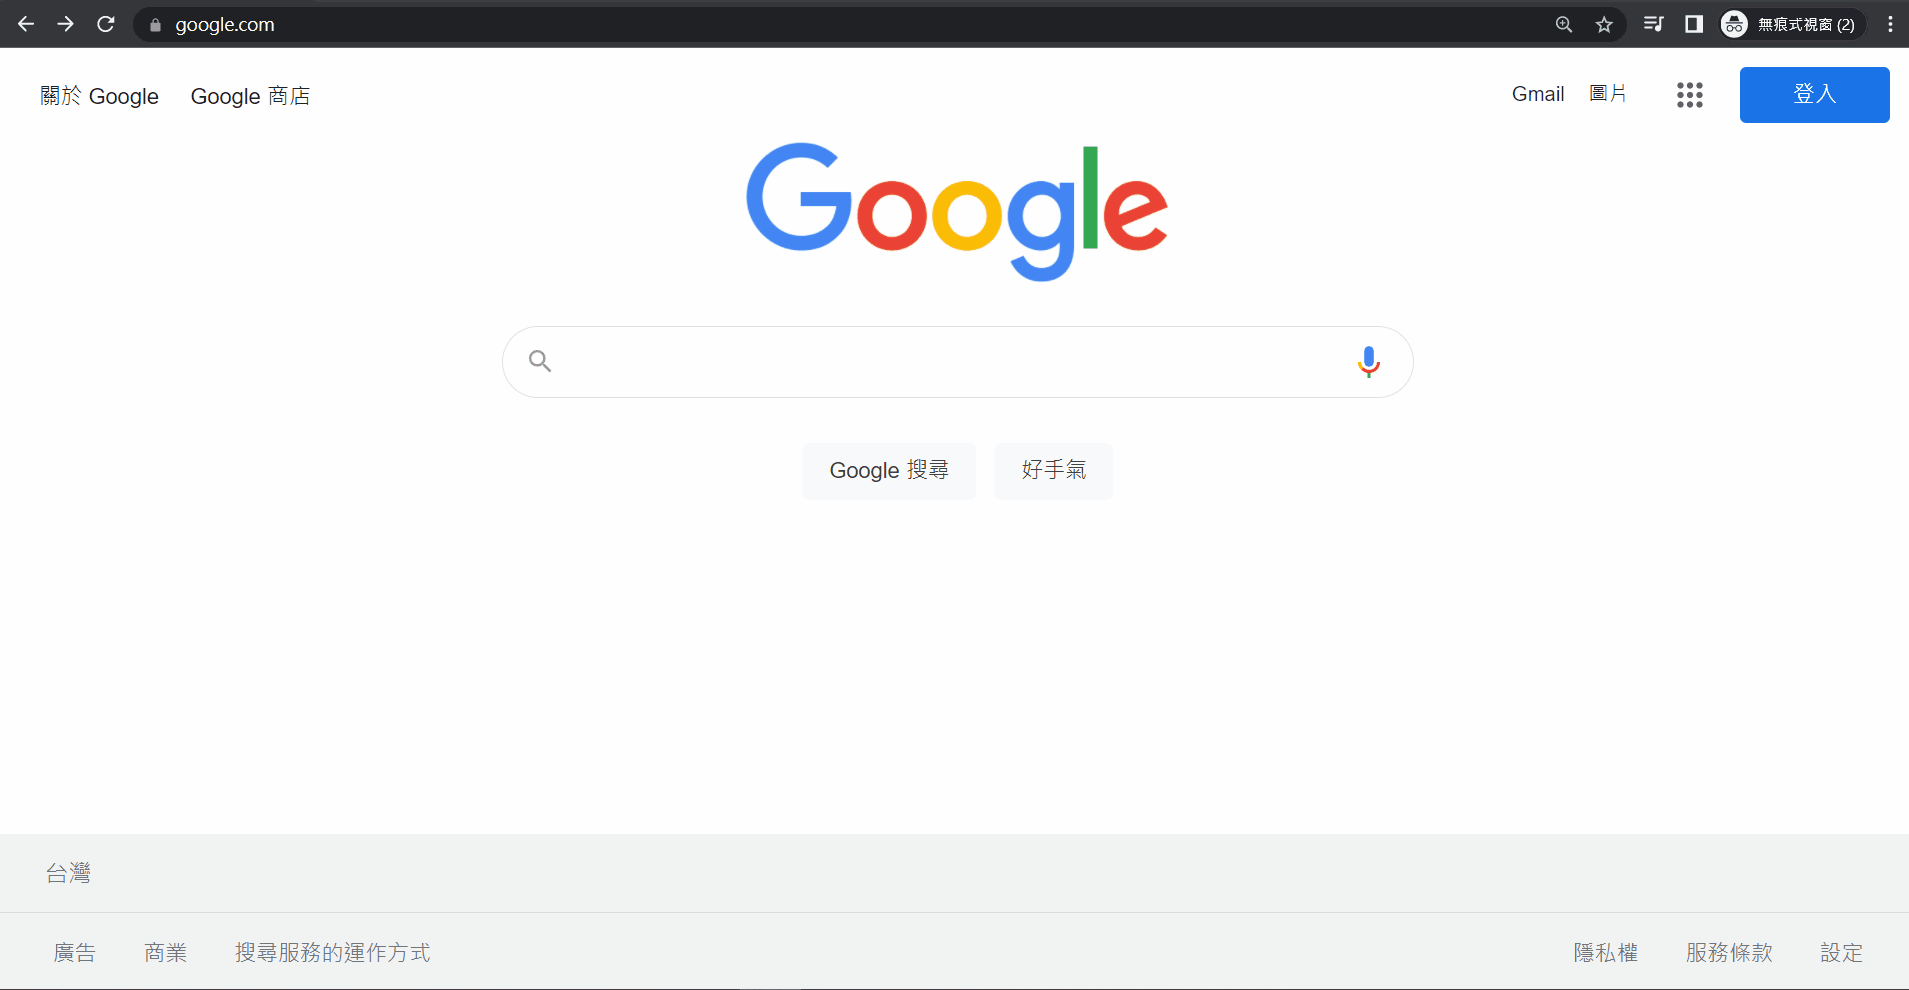 google.com
無痕式視窗 (2)
關於 Google
Google 商店
Gmail
圖片
登入
Google
Google 搜尋
好手氣
台灣
廣告
商業
搜尋服務的運作方式
隱私權
服務條款
設定